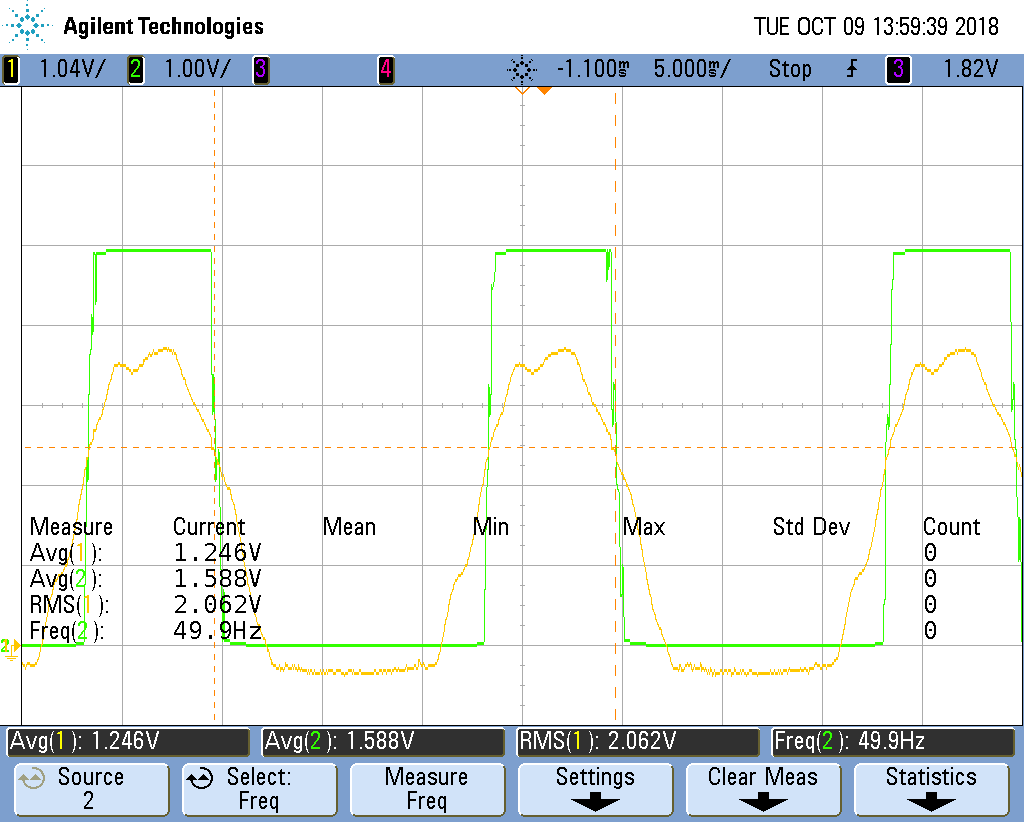 Agilent Technologies TUE OCT 09 13:59:39 2018
1 1.04V/ 2 1.00V/ 3 4 -1.100ms 5.000ms/ Stop 3 1.82V
Measure Current Mean Min Max Std Dev Count
Avg(1): 1.246V 0
Avg(2): 1.588V 0
RMS(1): 2.062V 0
Freq(2): 49.9Hz 0
2
Avg(1): 1.246V Avg(2): 1.588V RMS(1): 2.062V Freq(2): 49.9Hz
Source Select: Measure Settings Clear Meas Statistics
2 Freq Freq